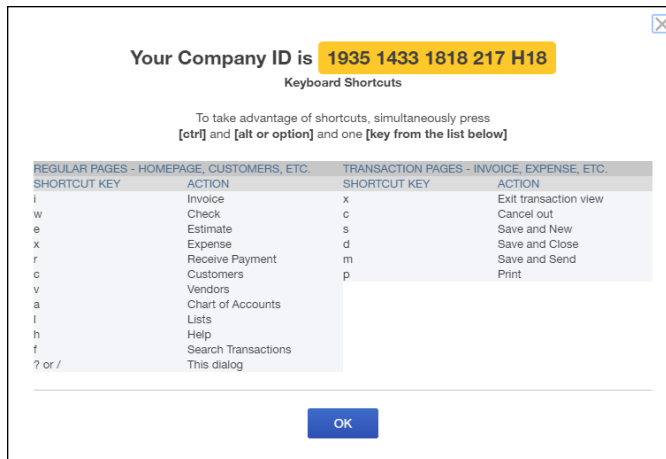 Your Company ID is 1935 1433 1818 217 H18
Keyboard Shortcuts
To take advantage of shortcuts, simultaneously press
[ctrl] and [alt or option] and one [key from the list below]
REGULAR PAGES - HOMEPAGE, CUSTOMERS, ETC. TRANSACTION PAGES - INVOICE, EXPENSE, ETC.
SHORTCUT KEY ACTION SHORTCUT KEY ACTION
i Invoice x Exit transaction view
w Check c Cancel out
e Estimate s Save and New
x Expense d Save and Close
r Receive Payment m Save and Send
c Customers p Print
v Vendors
a Chart of Accounts
l Lists
h Help
f Search Transactions
? or / This dialog
OK